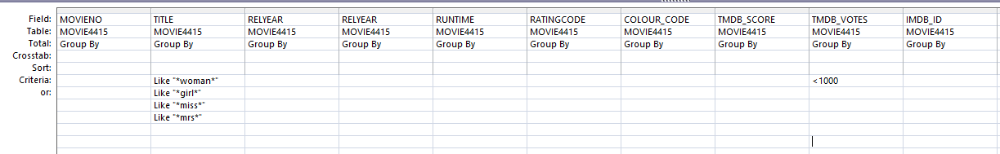 Field: MOVIENO TITLE RELYEAR RELYEAR RUNTIME RATINGCODE COLOUR_CODE TMDB_SCORE TMDB_VOTES IMDB_ID
Table: MOVIE4415 MOVIE4415 MOVIE4415 MOVIE4415 MOVIE4415 MOVIE4415 MOVIE4415 MOVIE4415 MOVIE4415 MOVIE4415
Total: Group By Group By Group By Group By Group By Group By Group By Group By Group By Group By
Crosstab:
Sort:
Criteria: Like "*woman*" <1000
or: Like "*girl*"
Like "*miss*"
Like "*mrs*"